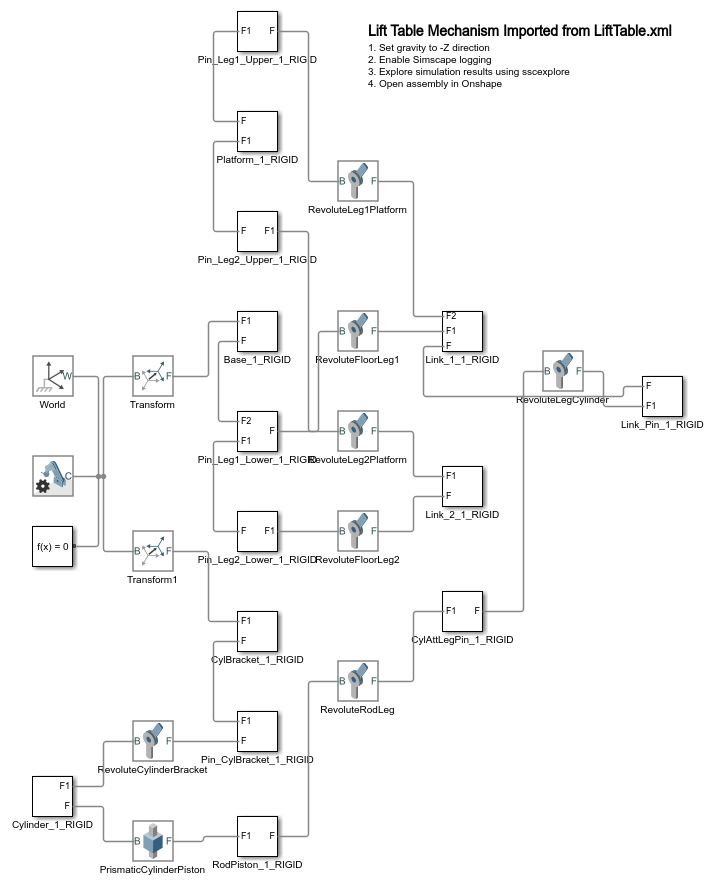 Lift Table Mechanism Imported from LiftTable.xml
1. Set gravity to -Z direction
2. Enable Simscape logging
3. Explore simulation results using sscexplore
4. Open assembly in Onshape
F1 F
Pin_Leg1_Upper_1_RIGID
F
F1
Platform_1_RIGID
B F
RevoluteLeg1Platform
F F1
Pin_Leg2_Upper_1_RIGID
F1
F
Base_1_RIGID
B F
RevoluteFloorLeg1
F2
F1
F
Link_1_1_RIGID
W
World
B F
Transform
B F
RevoluteLegCylinder
F
F1
Link_Pin_1_RIGID
F2
F1
F
Pin_Leg1_Lower_1_RIGID
B F
RevoluteLeg2Platform
C
F1
F
Link_2_1_RIGID
f(x) = 0
B F
Transform1
F F1
Pin_Leg2_Lower_1_RIGID
B F
RevoluteFloorLeg2
F1
F
CylBracket_1_RIGID
F1 F
CylAttLegPin_1_RIGID
B F
RevoluteRodLeg
F1
F
Pin_CylBracket_1_RIGID
B F
RevoluteCylinderBracket
F1
F
Cylinder_1_RIGID
B F
PrismaticCylinderPiston
F1 F
RodPiston_1_RIGID